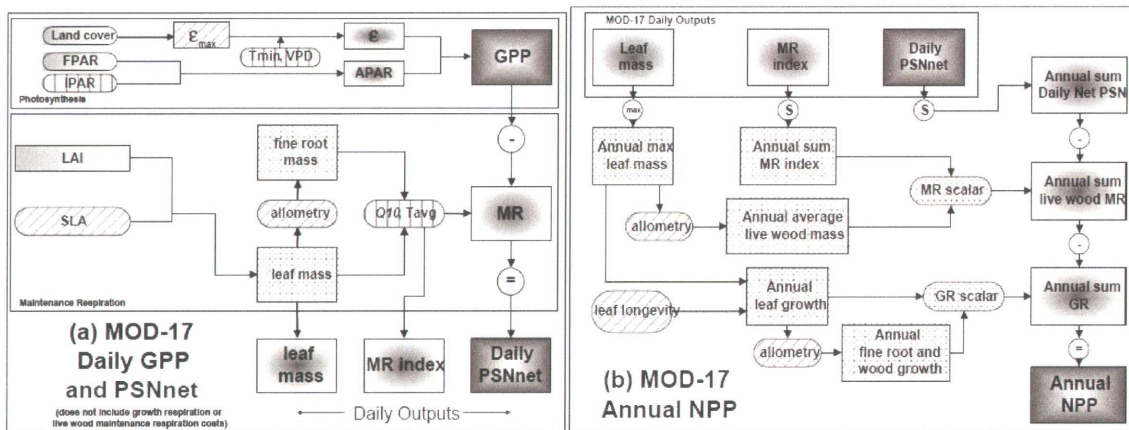 Land cover
ε max
ε
Tmin, VPD
FPAR
IPAR
APAR
GPP
Photosynthesis
-
LAI
SLA
fine root
mass
allometry
leaf mass
Q10, Tavg
MR
=
Maintenance Respiration
(a) MOD-17
Daily GPP
and PSNnet
(does not include growth respiration or
live wood maintenance respiration costs)
leaf
mass
MR index
Daily
PSNnet
Daily Outputs
MOD-17 Daily Outputs
Leaf
mass
MR
index
Daily
PSNnet
max
S
S
Annual sum
Daily Net PSN
-
Annual max
leaf mass
Annual sum
MR index
MR scalar
Annual sum
live wood MR
allometry
Annual average
live wood mass
-
leaf longevity
Annual
leaf growth
GR scalar
Annual sum
GR
allometry
Annual
fine root and
wood growth
=
(b) MOD-17
Annual NPP
Annual
NPP